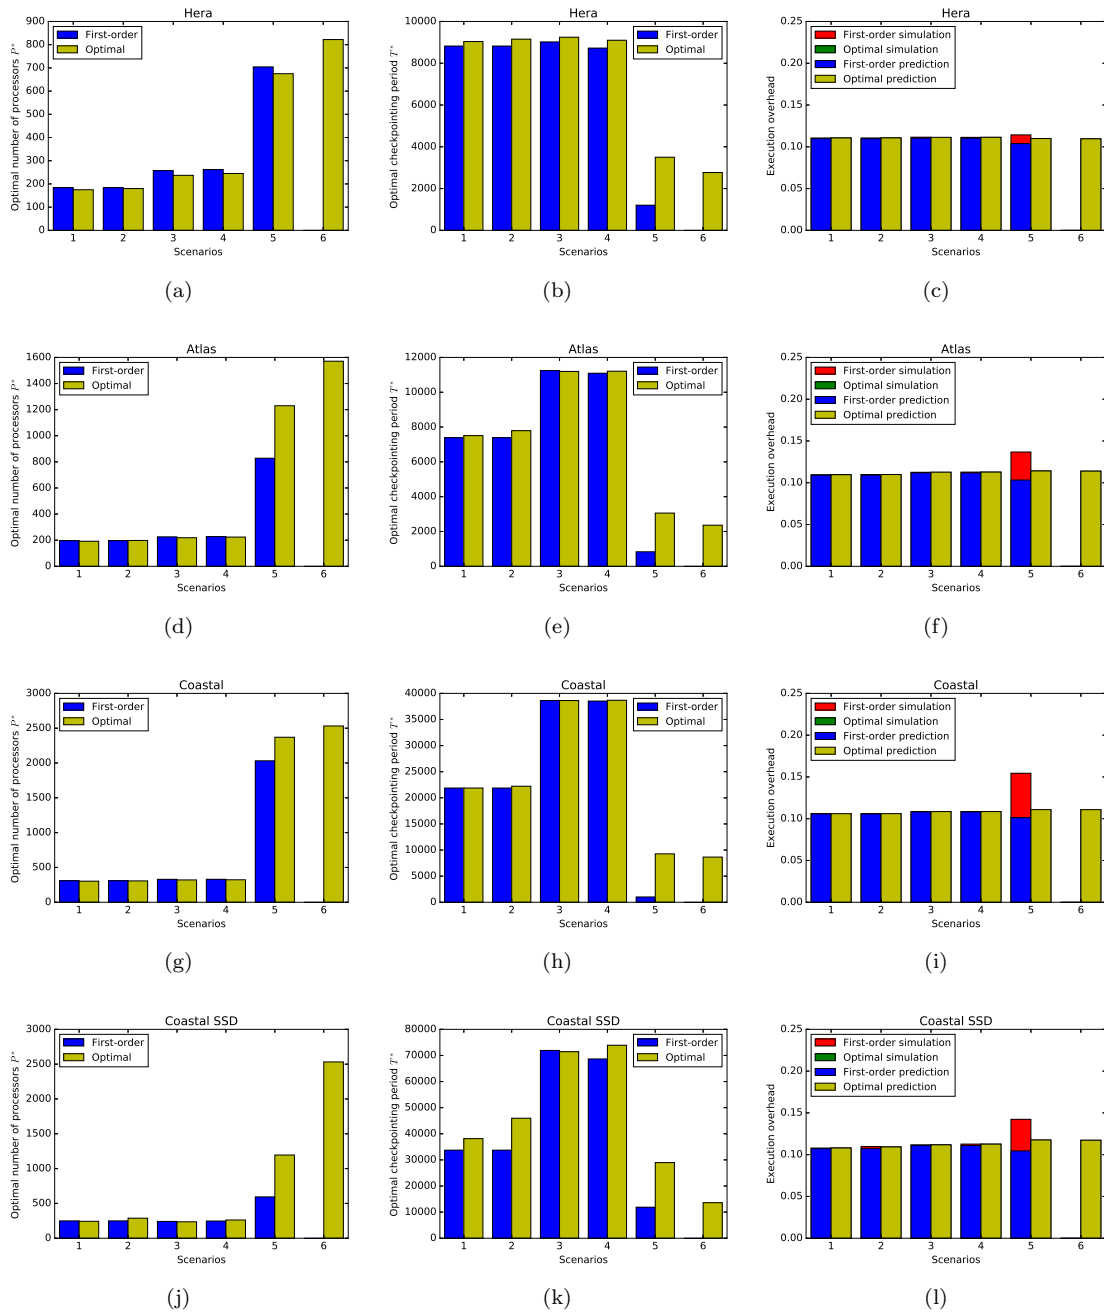 Hera
Optimal number of processors P*
900
800
700
600
500
400
300
200
100
0
First-order
Optimal
1 2 3 4 5 6
Scenarios
(a)
Hera
Optimal checkpointing period T*
10000
8000
6000
4000
2000
0
First-order
Optimal
1 2 3 4 5 6
Scenarios
(b)
Hera
Execution overhead
0.25
0.20
0.15
0.10
0.05
0.00
First-order simulation
Optimal simulation
First-order prediction
Optimal prediction
1 2 3 4 5 6
Scenarios
(c)
Atlas
Optimal number of processors P*
1600
1400
1200
1000
800
600
400
200
0
First-order
Optimal
1 2 3 4 5 6
Scenarios
(d)
Atlas
Optimal checkpointing period T*
12000
10000
8000
6000
4000
2000
0
First-order
Optimal
1 2 3 4 5 6
Scenarios
(e)
Atlas
Execution overhead
0.25
0.20
0.15
0.10
0.05
0.00
First-order simulation
Optimal simulation
First-order prediction
Optimal prediction
1 2 3 4 5 6
Scenarios
(f)
Coastal
Optimal number of processors P*
3000
2500
2000
1500
1000
500
0
First-order
Optimal
1 2 3 4 5 6
Scenarios
(g)
Coastal
Optimal checkpointing period T*
40000
35000
30000
25000
20000
15000
10000
5000
0
First-order
Optimal
1 2 3 4 5 6
Scenarios
(h)
Coastal
Execution overhead
0.25
0.20
0.15
0.10
0.05
0.00
First-order simulation
Optimal simulation
First-order prediction
Optimal prediction
1 2 3 4 5 6
Scenarios
(i)
Coastal SSD
Optimal number of processors P*
3000
2500
2000
1500
1000
500
0
First-order
Optimal
1 2 3 4 5 6
Scenarios
(j)
Coastal SSD
Optimal checkpointing period T*
80000
70000
60000
50000
40000
30000
20000
10000
0
First-order
Optimal
1 2 3 4 5 6
Scenarios
(k)
Coastal SSD
Execution overhead
0.25
0.20
0.15
0.10
0.05
0.00
First-order simulation
Optimal simulation
First-order prediction
Optimal prediction
1 2 3 4 5 6
Scenarios
(l)